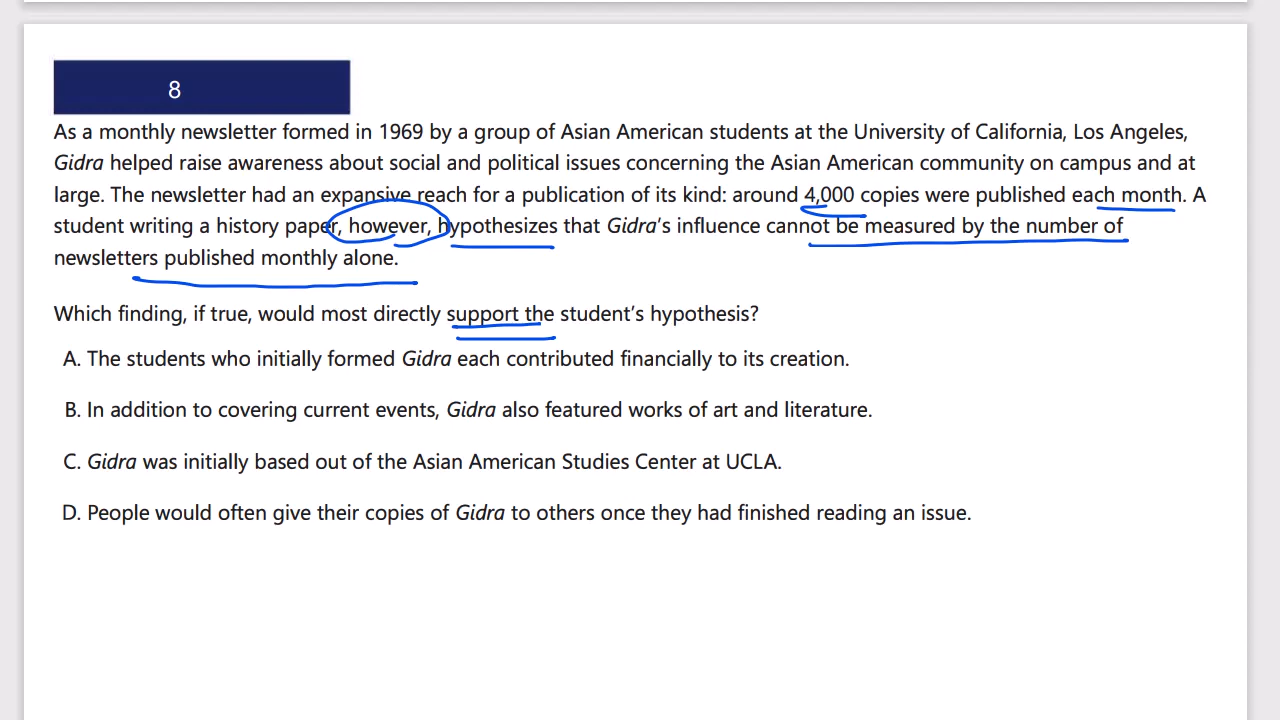 8
As a monthly newsletter formed in 1969 by a group of Asian American students at the University of California, Los Angeles,
Gidra helped raise awareness about social and political issues concerning the Asian American community on campus and at
large. The newsletter had an expansive reach for a publication of its kind: around 4,000 copies were published each month. A
student writing a history paper, however, hypothesizes that Gidra's influence cannot be measured by the number of
newsletters published monthly alone.
Which finding, if true, would most directly support the student's hypothesis?
A. The students who initially formed Gidra each contributed financially to its creation.
B. In addition to covering current events, Gidra also featured works of art and literature.
C. Gidra was initially based out of the Asian American Studies Center at UCLA.
D. People would often give their copies of Gidra to others once they had finished reading an issue.